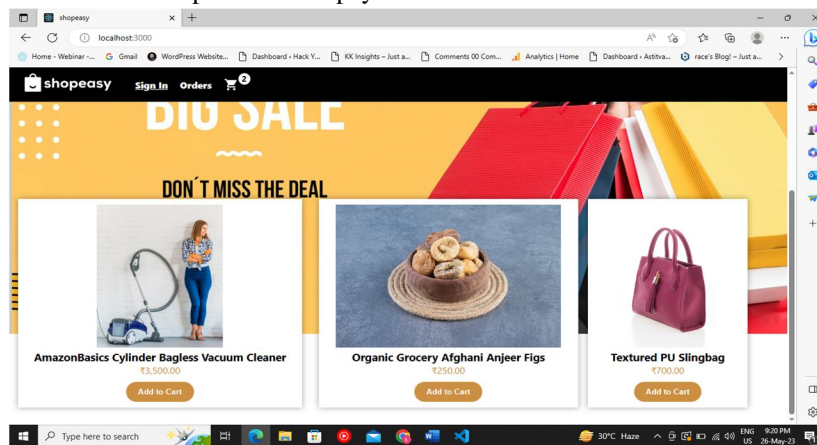 shopeasy
localhost:3000
Home - Webinar -...
Gmail
WordPress Website...
Dashboard ‹ Hack Y...
KK Insights – Just a...
Comments 00 Com...
Analytics | Home
Dashboard ‹ Astitva...
race's Blog! – Just a...
shopeasy
Sign In
Orders
2
BIG SALE
DON´T MISS THE DEAL
AmazonBasics Cylinder Bagless Vacuum Cleaner
₹3,500.00
Add to Cart
Organic Grocery Afghani Anjeer Figs
₹250.00
Add to Cart
Textured PU Slingbag
₹700.00
Add to Cart
Type here to search
30°C Haze
ENG
US
9:20 PM
26-May-23